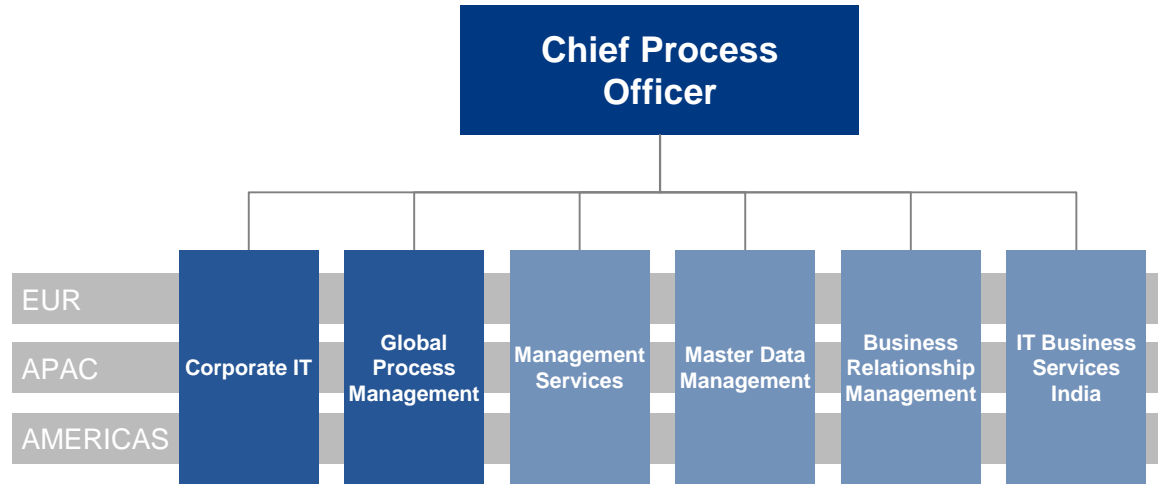 Chief Process
Officer
EUR
APAC
AMERICAS
Corporate IT
Global
Process
Management
Management
Services
Master Data
Management
Business
Relationship
Management
IT Business
Services
India